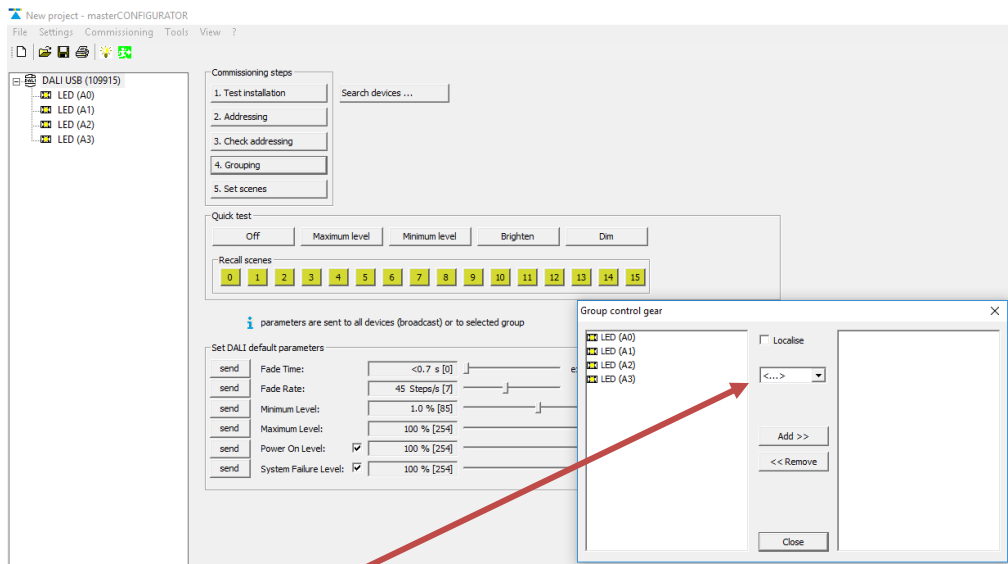 New project - masterCONFIGURATOR
File Settings Commissioning Tools View ?
DALI USB (109915)
LED (A0)
LED (A1)
LED (A2)
LED (A3)
Commissioning steps
1. Test installation
Search devices ...
2. Addressing
3. Check addressing
4. Grouping
5. Set scenes
Quick test
Off Maximum level Minimum level Brighten Dim
Recall scenes
0 1 2 3 4 5 6 7 8 9 10 11 12 13 14 15
parameters are sent to all devices (broadcast) or to selected group
Set DALI default parameters
send Fade Time: <0.7 s [0]
send Fade Rate: 45 Steps/s [7]
send Minimum Level: 1.0 % [85]
send Maximum Level: 100 % [254]
send Power On Level: 100 % [254]
send System Failure Level: 100 % [254]
Group control gear
LED (A0)
LED (A1)
LED (A2)
LED (A3)
Localise
<...>
Add >>
<< Remove
Close